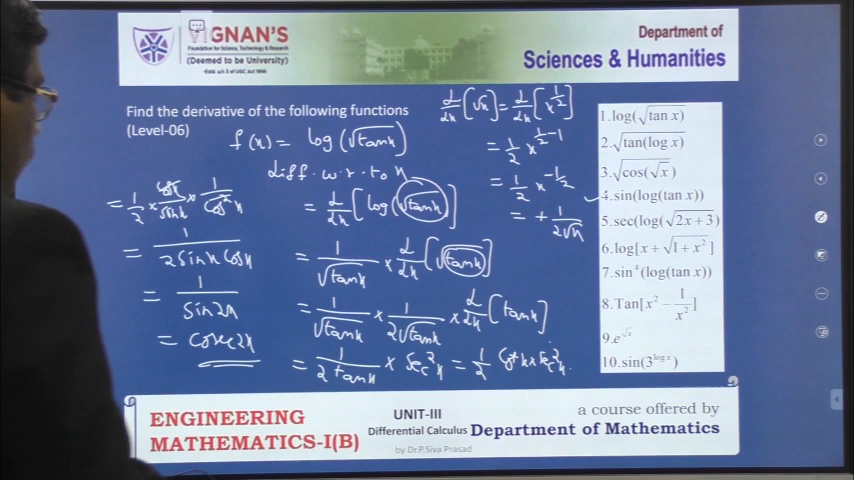 VIGNAN'S
Foundation for Science, Technology & Research
(Deemed to be University)
-Estd. u/s 3 of UGC Act 1956
Department of
Sciences & Humanities
Find the derivative of the following functions
(Level-06)
f(x) = log(√tanx)
diff. w.r. to x
= d/dx [log(√tanx)]
= 1/√tanx × d/dx [√tanx]
= 1/√tanx × 1/2√tanx × d/dx [tanx]
= 1/2tanx × Sec²x = 1/2 Cotx × Sec²x.
= 1/2 × Cosx/Sinx × 1/Cos²x
= 1/2Sinx Cosx
= 1/Sin2x
= Cosec2x
d/dx [√x] = d/dx [x^1/2]
= 1/2 x^1/2-1
= 1/2 x^-1/2
= + 1/2√x
1.log(√tan x)
2.√tan(log x)
3.√cos(√x)
4.sin(log(tan x))
5.sec(log(√2x+3)
6.log[x+√1+x²]
7.sin⁴(log(tan x))
8.Tan[x² − 1/x²]
9.e^√x
10.sin(3^log x)
ENGINEERING
MATHEMATICS-I(B)
UNIT-III
Differential Calculus
by Dr.P.Siva Prasad
a course offered by
Department of Mathematics